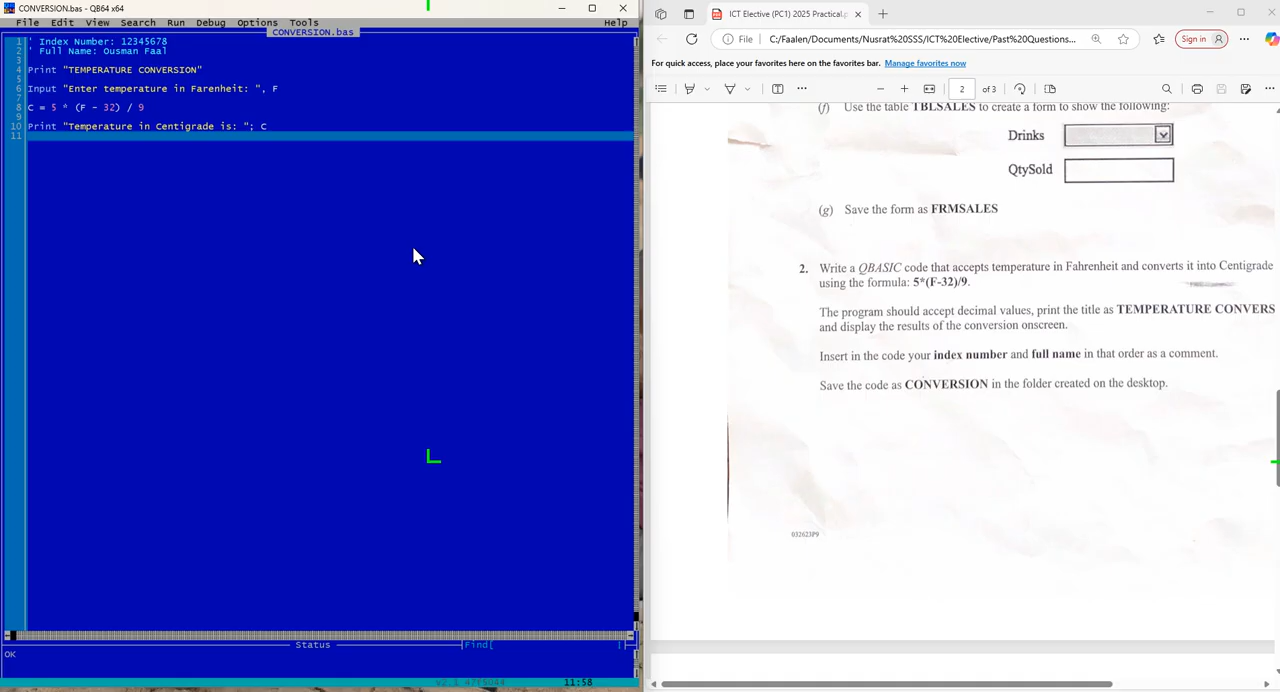 CONVERSION.bas - QB64 x64
File Edit View Search Run Debug Options Tools Help
CONVERSION.bas
1 ' Index Number: 12345678
2 ' Full Name: Ousman Faal
3
4 Print "TEMPERATURE CONVERSION"
5
6 Input "Enter temperature in Farenheit: ", F
7
8 C = 5 * (F - 32) / 9
9
10 Print "Temperature in Centigrade is: "; C
11
Status
Find[ ]
OK
11:58
ICT Elective (PC1) 2025 Practical.p
File C:/Faalen/Documents/Nusrat%20SSS/ICT%20Elective/Past%20Questions...
Sign in
For quick access, place your favorites here on the favorites bar. Manage favorites now
2 of 3
(f) Use the table TBLSALES to create a form to show the following:
Drinks
QtySold
(g) Save the form as FRMSALES
2. Write a QBASIC code that accepts temperature in Fahrenheit and converts it into Centigrade
using the formula: 5*(F-32)/9.
The program should accept decimal values, print the title as TEMPERATURE CONVERS
and display the results of the conversion onscreen.
Insert in the code your index number and full name in that order as a comment.
Save the code as CONVERSION in the folder created on the desktop.
032623P9